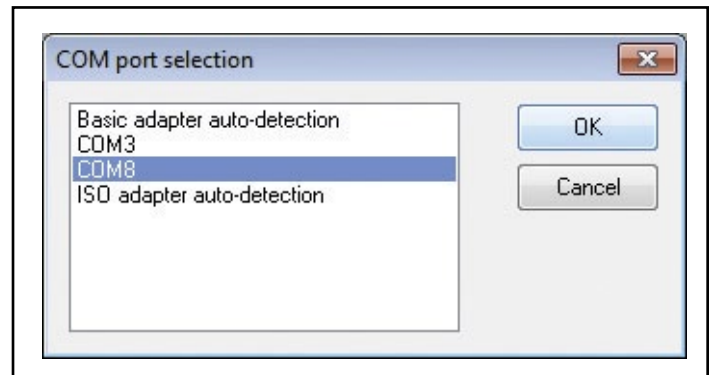 COM port selection
Basic adapter auto-detection
COM3
COM8
ISO adapter auto-detection
OK
Cancel